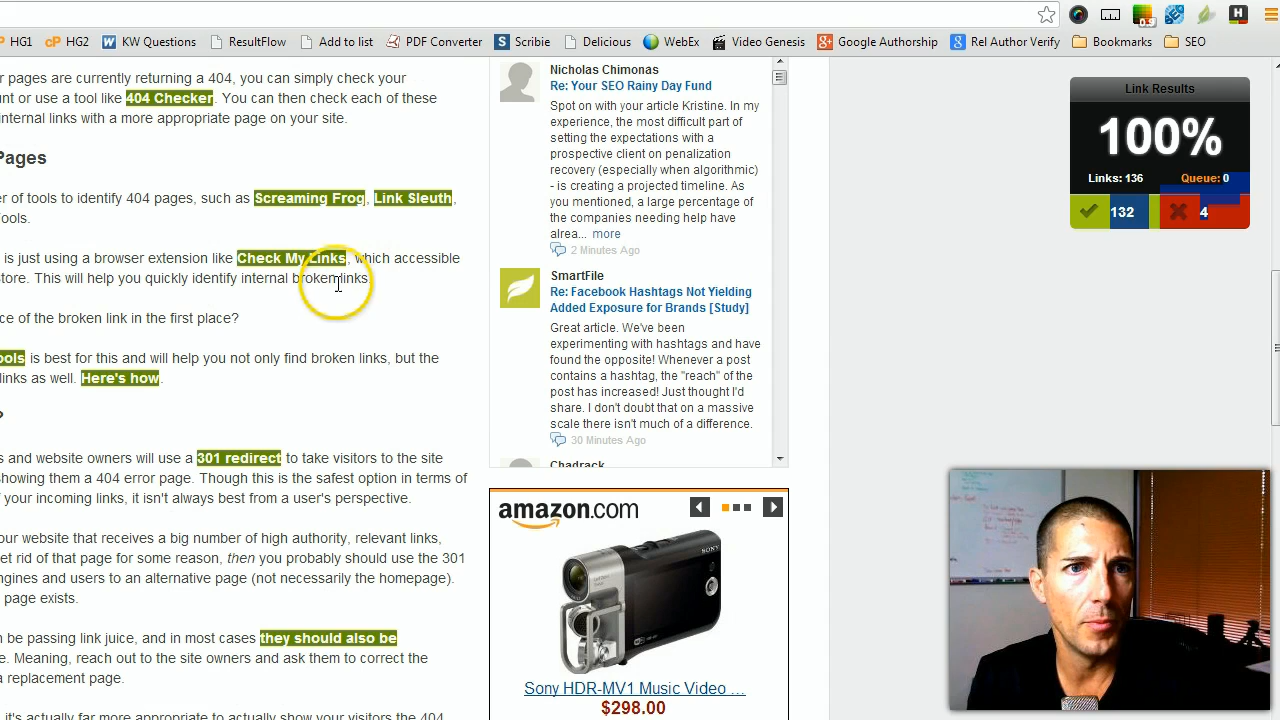 HG1 HG2 KW Questions ResultFlow Add to list PDF Converter Scribie Delicious WebEx Video Genesis Google Authorship Rel Author Verify Bookmarks SEO
r pages are currently returning a 404, you can simply check your
nt or use a tool like 404 Checker. You can then check each of these
internal links with a more appropriate page on your site.
Pages
er of tools to identify 404 pages, such as Screaming Frog, Link Sleuth,
ools.
is just using a browser extension like Check My Links, which accessible
tore. This will help you quickly identify internal broken links.
ce of the broken link in the first place?
ools is best for this and will help you not only find broken links, but the
links as well. Here's how.
?
s and website owners will use a 301 redirect to take visitors to the site
showing them a 404 error page. Though this is the safest option in terms of
f your incoming links, it isn't always best from a user's perspective.
our website that receives a big number of high authority, relevant links,
et rid of that page for some reason, then you probably should use the 301
ngines and users to an alternative page (not necessarily the homepage).
page exists.
n be passing link juice, and in most cases they should also be
e. Meaning, reach out to the site owners and ask them to correct the
a replacement page.
it's actually far more appropriate to actually show your visitors the 404
Nicholas Chimonas
Re: Your SEO Rainy Day Fund
Spot on with your article Kristine. In my
experience, the most difficult part of
setting the expectations with a
prospective client on penalization
recovery (especially when algorithmic)
- is creating a projected timeline. As
you mentioned, a large percentage of
the companies needing help have
alrea... more
2 Minutes Ago
SmartFile
Re: Facebook Hashtags Not Yielding
Added Exposure for Brands [Study]
Great article. We've been
experimenting with hashtags and have
found the opposite! Whenever a post
contains a hashtag, the "reach" of the
post has increased! Just thought I'd
share. I don't doubt that on a massive
scale there isn't much of a difference.
30 Minutes Ago
Chadrack
amazon.com
SONY
Sony HDR-MV1 Music Video ...
$298.00
Link Results
100%
Links: 136 Queue: 0
132 4